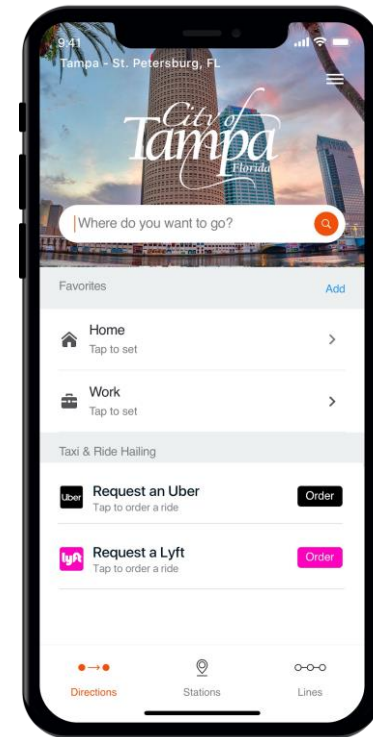 9:41
Tampa - St. Petersburg, FL
City of
Tampa
Florida
Where do you want to go?
Favorites
Add
Home
Tap to set
Work
Tap to set
Taxi & Ride Hailing
Uber
Request an Uber
Order
Tap to order a ride
lyft
Request a Lyft
Order
Tap to order a ride
Directions
Stations
Lines